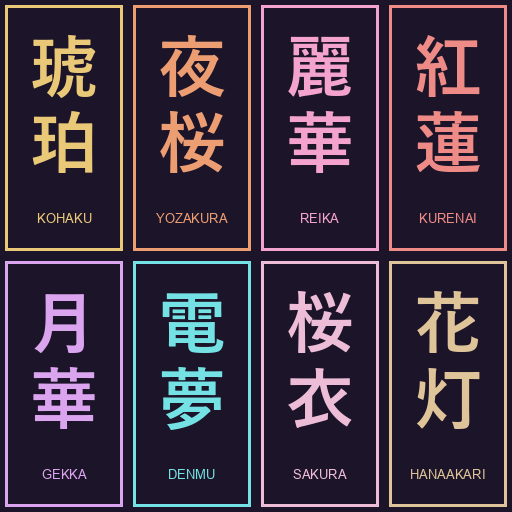 琥珀
KOHAKU
夜桜
YOZAKURA
麗華
REIKA
紅蓮
KURENAI
月華
GEKKA
電夢
DENMU
桜衣
SAKURA
花灯
HANAAKARI